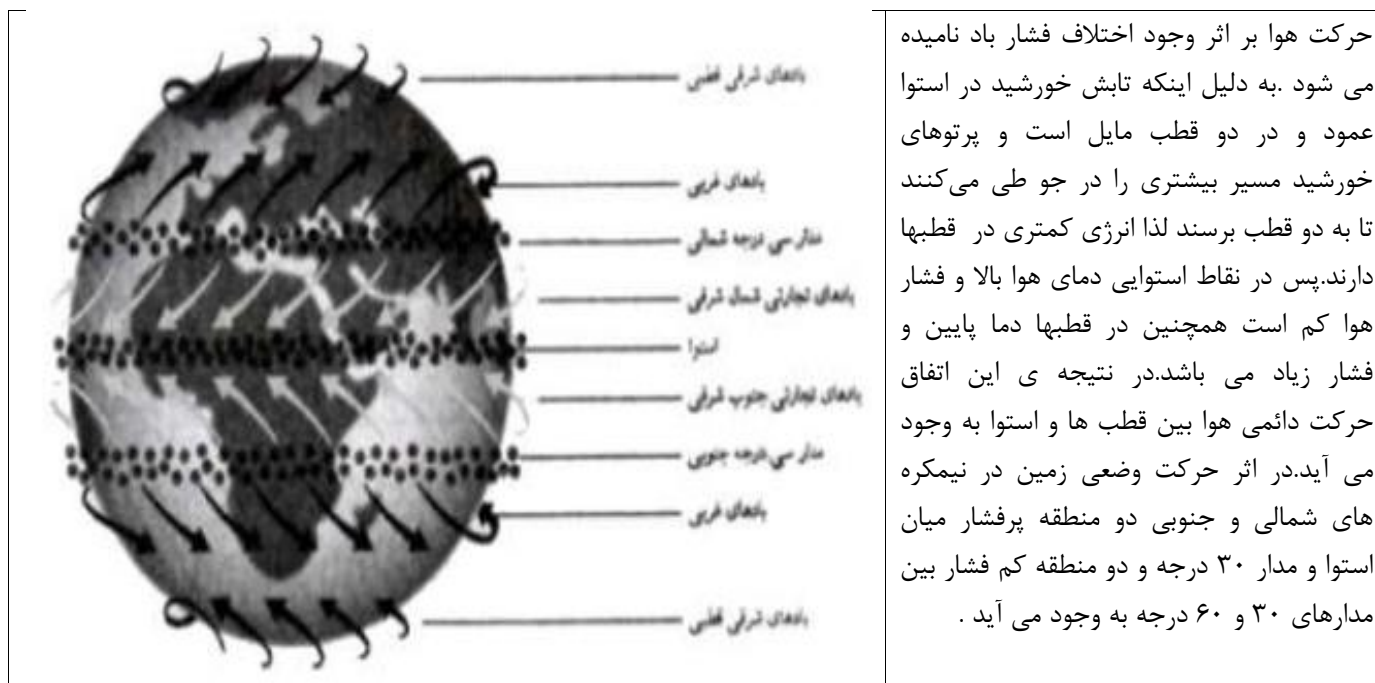 حرکت هوا بر اثر وجود اختلاف فشار باد نامیده
می شود .به دلیل اینکه تابش خورشید در استوا
عمود و در دو قطب مایل است و پرتوهای
خورشید مسیر بیشتری را در جو طی می‌کنند
تا به دو قطب برسند لذا انرژی کمتری در قطبها
دارند.پس در نقاط استوایی دمای هوا بالا و فشار
هوا کم است همچنین در قطبها دما پایین و
فشار زیاد می باشد.در نتیجه ی این اتفاق
حرکت دائمی هوا بین قطب ها و استوا به وجود
می آید.در اثر حرکت وضعی زمین در نیمکره
های شمالی و جنوبی دو منطقه پرفشار میان
استوا و مدار ۳۰ درجه و دو منطقه کم فشار بین
مدارهای ۳۰ و ۶۰ درجه به وجود می آید .
بادهای شرقی قطبی
بادهای غربی
مدار سی درجه شمالی
بادهای تجارتی شمال شرقی
استوا
بادهای تجارتی جنوب شرقی
مدار سی درجه جنوبی
بادهای غربی
بادهای شرقی قطبی